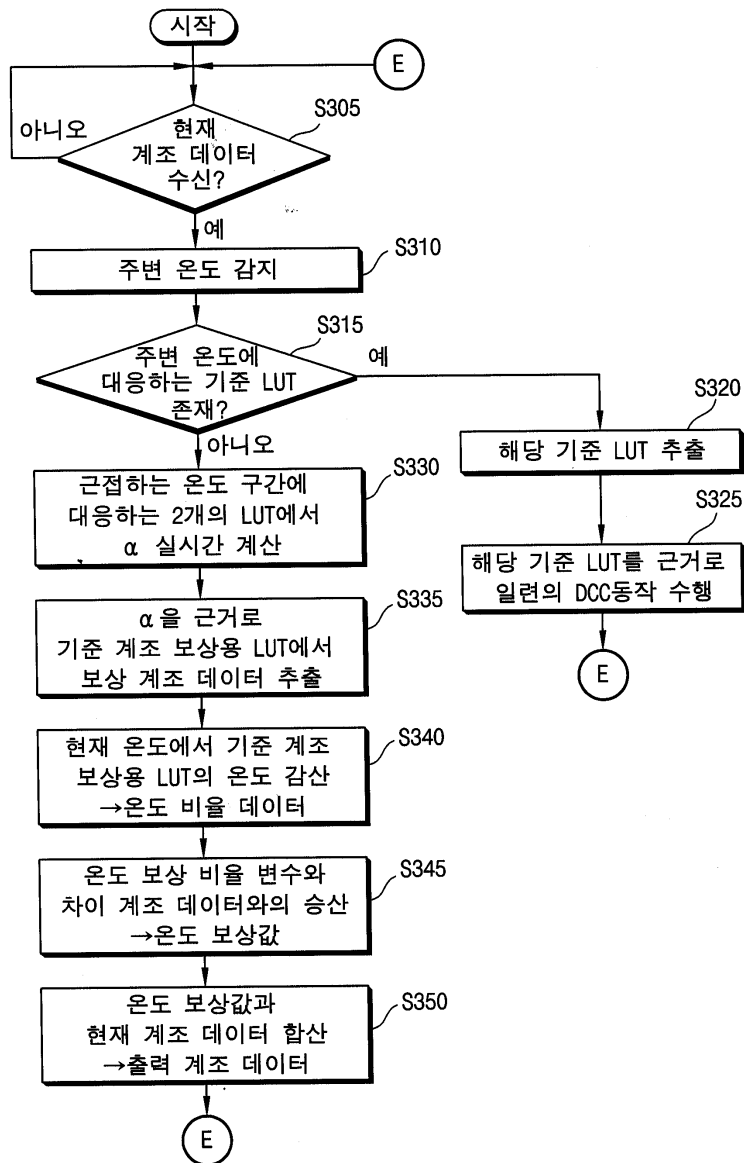 시작
E
아니오
현재
계조 데이터
수신?
S305
예
주변 온도 감지
S310
주변 온도에
대응하는 기준 LUT
존재?
S315
예
아니오
해당 기준 LUT 추출
S320
해당 기준 LUT를 근거로
일련의 DCC동작 수행
S325
E
근접하는 온도 구간에
대응하는 2개의 LUT에서
α 실시간 계산
S330
α을 근거로
기준 계조 보상용 LUT에서
보상 계조 데이터 추출
S335
현재 온도에서 기준 계조
보상용 LUT의 온도 감산
→온도 비율 데이터
S340
온도 보상 비율 변수와
차이 계조 데이터와의 승산
→온도 보상값
S345
온도 보상값과
현재 계조 데이터 합산
→출력 계조 데이터
S350
E